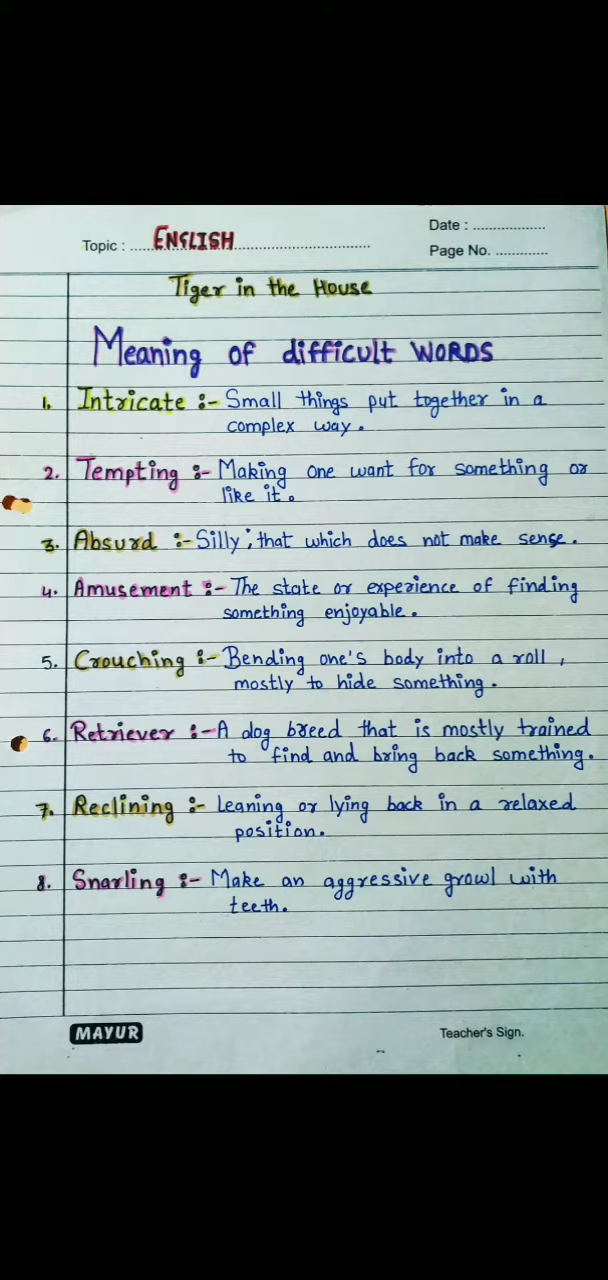 Topic : ..... ENGLISH ..................................
Date : ..................
Page No. .............
Tiger in the House
Meaning of difficult WORDS
1. Intricate :- Small things put together in a
complex way.
2. Tempting :- Making one want for something or
like it.
3. Absurd :- Silly; that which does not make sense.
4. Amusement :- The state or experience of finding
something enjoyable.
5. Crouching :- Bending one's body into a roll,
mostly to hide something.
6. Retriever :- A dog breed that is mostly trained
to find and bring back something.
7. Reclining :- Leaning or lying back in a relaxed
position.
8. Snarling :- Make an aggressive growl with
teeth.
MAYUR
Teacher's Sign.